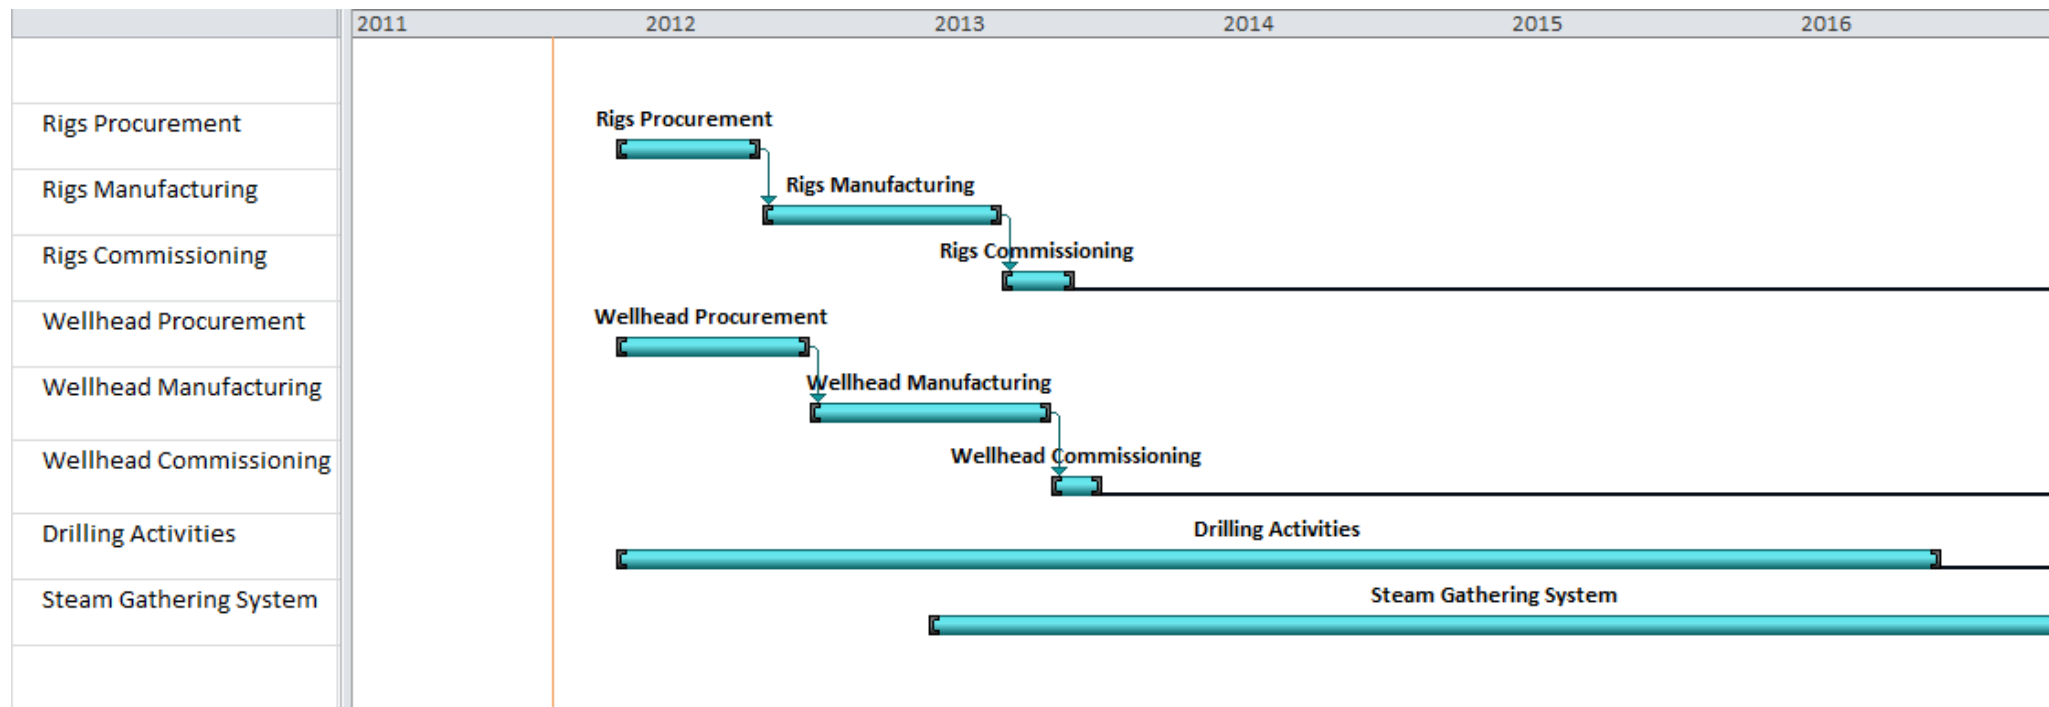 2011 2012 2013 2014 2015 2016
Rigs Procurement Rigs Procurement
Rigs Manufacturing Rigs Manufacturing
Rigs Commissioning Rigs Commissioning
Wellhead Procurement Wellhead Procurement
Wellhead Manufacturing Wellhead Manufacturing
Wellhead Commissioning Wellhead Commissioning
Drilling Activities Drilling Activities
Steam Gathering System Steam Gathering System